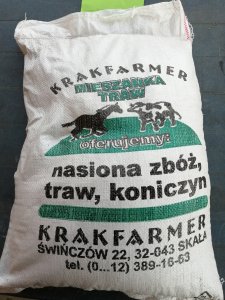 KRAKFARMER
MIESZANKA
TRAW
oferujemy:
nasiona zbóż,
traw, koniczyn
KRAKFARMER
ŚWIŃCZÓW 22, 32-043 SKAŁA
tel. (0...12) 389-16-63